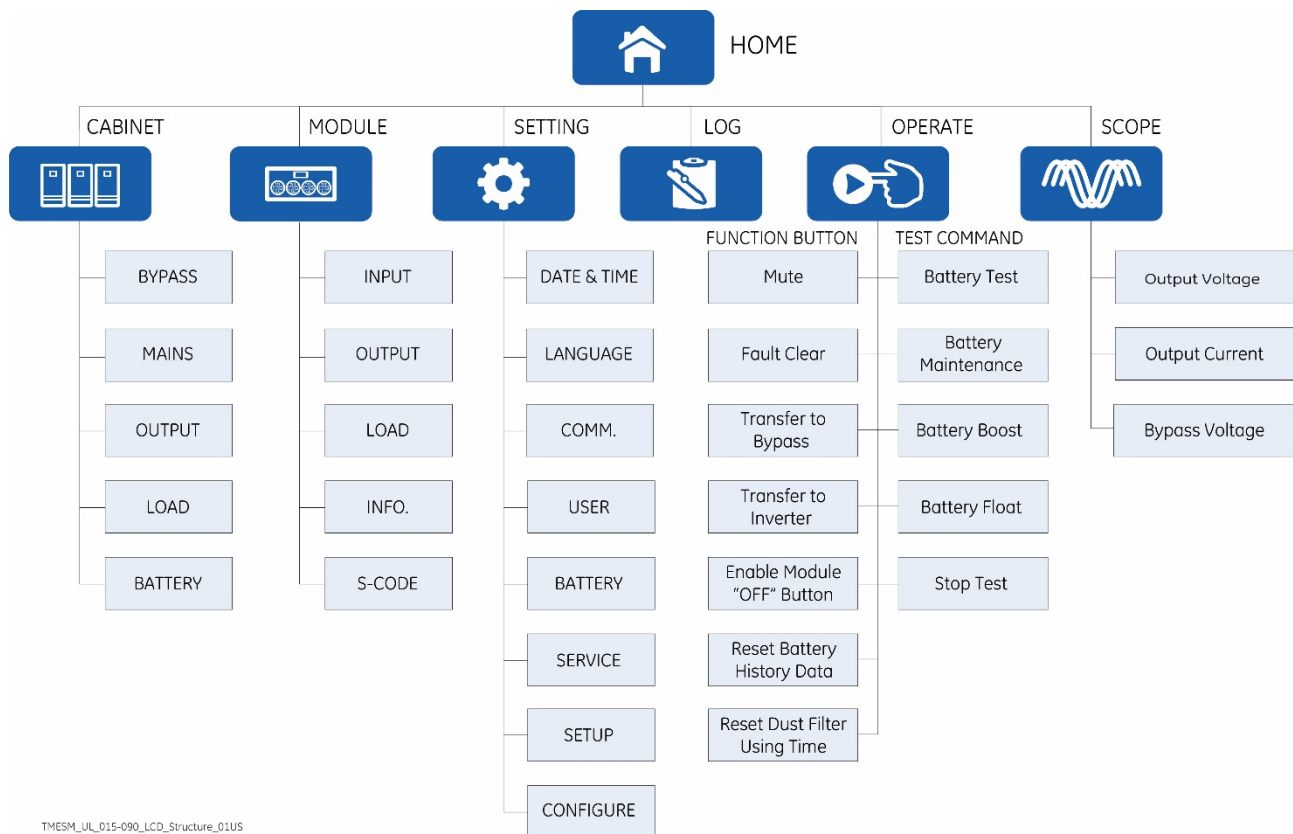 HOME
CABINET
MODULE
SETTING
LOG
OPERATE
SCOPE
BYPASS
MAINS
OUTPUT
LOAD
BATTERY
INPUT
OUTPUT
LOAD
INFO.
S-CODE
DATE & TIME
LANGUAGE
COMM.
USER
BATTERY
SERVICE
SETUP
CONFIGURE
FUNCTION BUTTON
Mute
Fault Clear
Transfer to
Bypass
Transfer to
Inverter
Enable Module
"OFF" Button
Reset Battery
History Data
Reset Dust Filter
Using Time
TEST COMMAND
Battery Test
Battery
Maintenance
Battery Boost
Battery Float
Stop Test
Output Voltage
Output Current
Bypass Voltage
TMESM_UL_015-090_LCD_Structure_01US